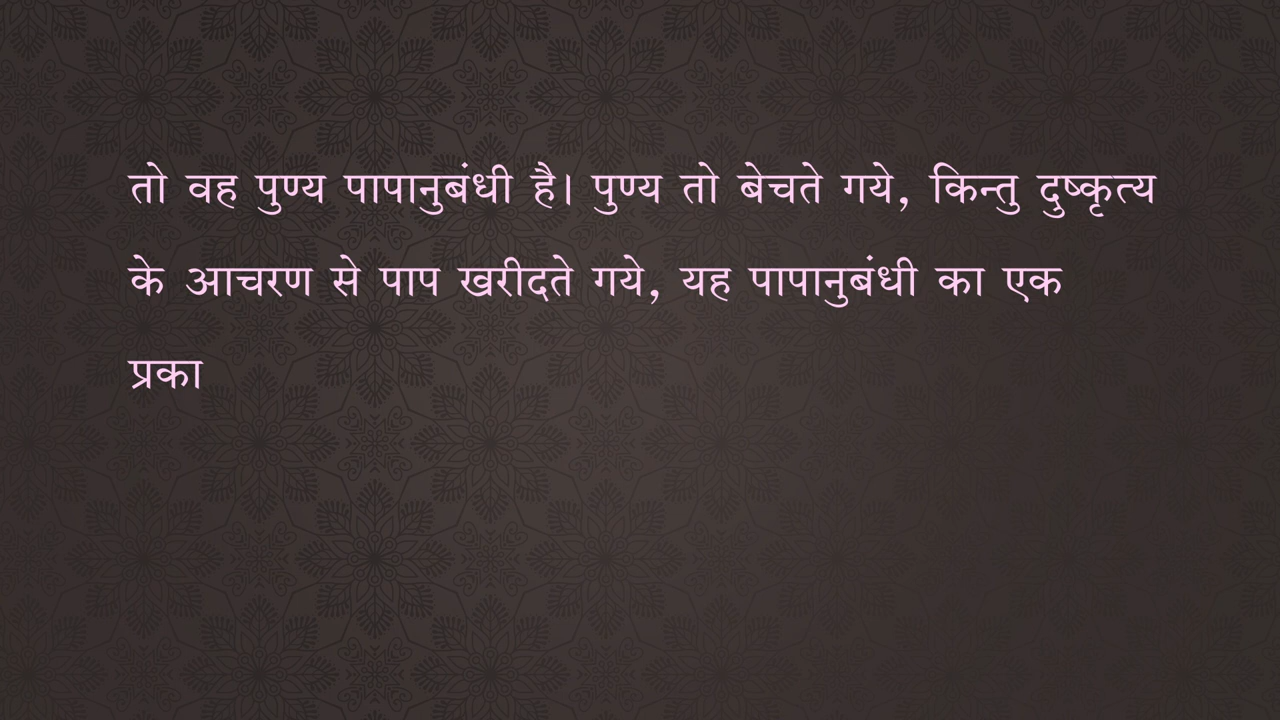 तो वह पुण्य पापानुबंधी है। पुण्य तो बेचते गये, किन्तु दुष्कृत्य
के आचरण से पाप खरीदते गये, यह पापानुबंधी का एक
प्रका